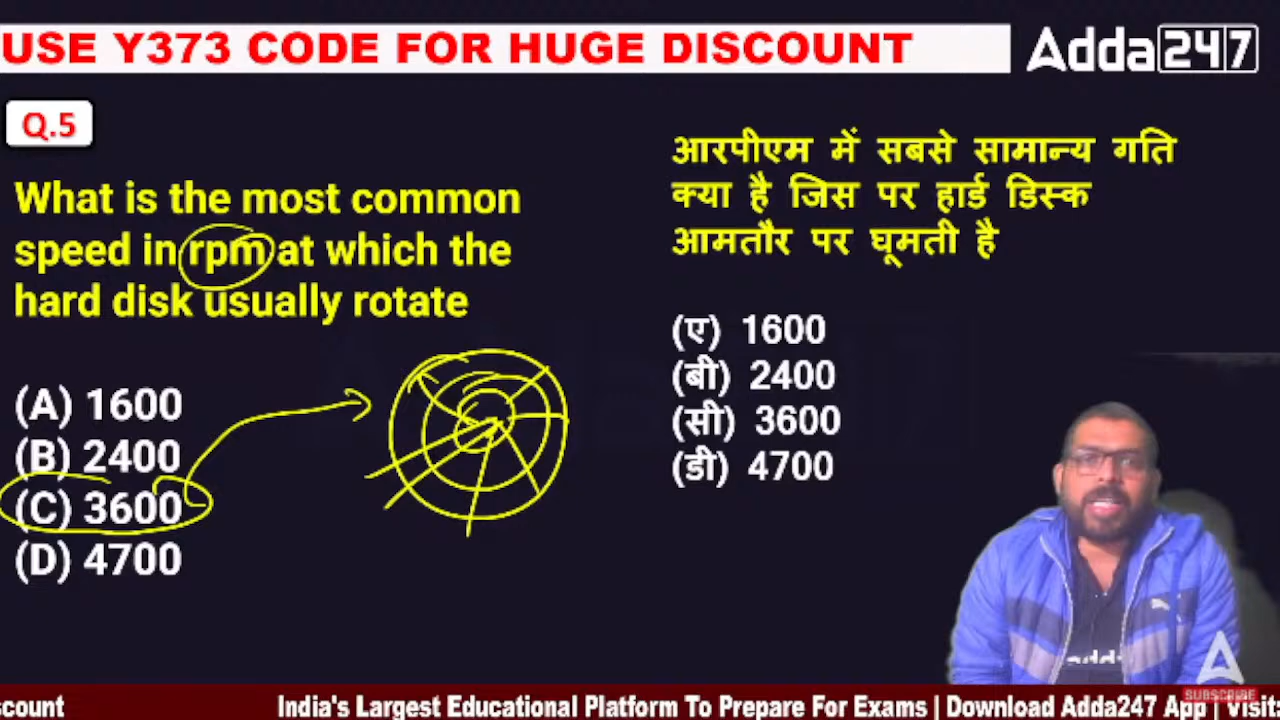 USE Y373 CODE FOR HUGE DISCOUNT
Adda247
Q.5
What is the most common
speed in rpm at which the
hard disk usually rotate
(A) 1600
(B) 2400
(C) 3600
(D) 4700
आरपीएम में सबसे सामान्य गति
क्या है जिस पर हार्ड डिस्क
आमतौर पर घूमती है
(ए) 1600
(बी) 2400
(सी) 3600
(डी) 4700
adda
SUBSCRIBE
scount India's Largest Educational Platform To Prepare For Exams | Download Adda247 App | Visit: